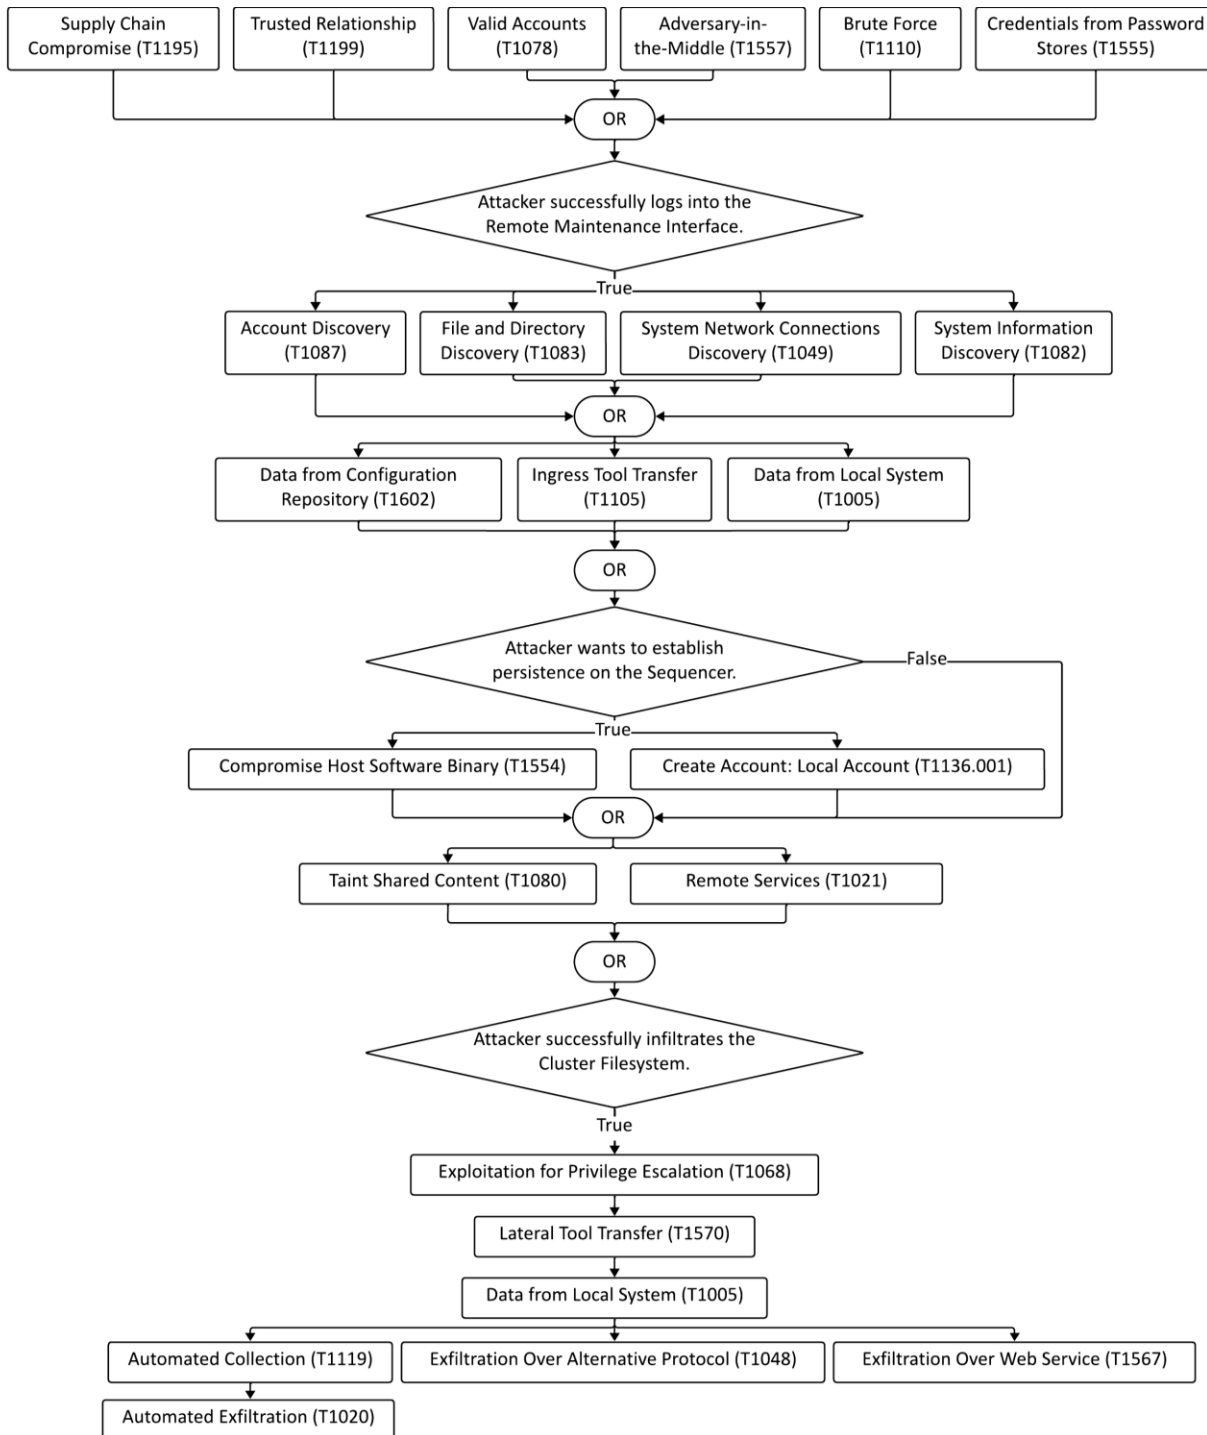 Supply Chain
Compromise (T1195)
Trusted Relationship
(T1199)
Valid Accounts
(T1078)
Adversary-in-
the-Middle (T1557)
Brute Force
(T1110)
Credentials from Password
Stores (T1555)
OR
Attacker successfully logs into the
Remote Maintenance Interface.
True
Account Discovery
(T1087)
File and Directory
Discovery (T1083)
System Network Connections
Discovery (T1049)
System Information
Discovery (T1082)
OR
Data from Configuration
Repository (T1602)
Ingress Tool Transfer
(T1105)
Data from Local System
(T1005)
OR
Attacker wants to establish
persistence on the Sequencer.
False
True
Compromise Host Software Binary (T1554)
Create Account: Local Account (T1136.001)
OR
Taint Shared Content (T1080)
Remote Services (T1021)
OR
Attacker successfully infiltrates the
Cluster Filesystem.
True
Exploitation for Privilege Escalation (T1068)
Lateral Tool Transfer (T1570)
Data from Local System (T1005)
Automated Collection (T1119)
Exfiltration Over Alternative Protocol (T1048)
Exfiltration Over Web Service (T1567)
Automated Exfiltration (T1020)